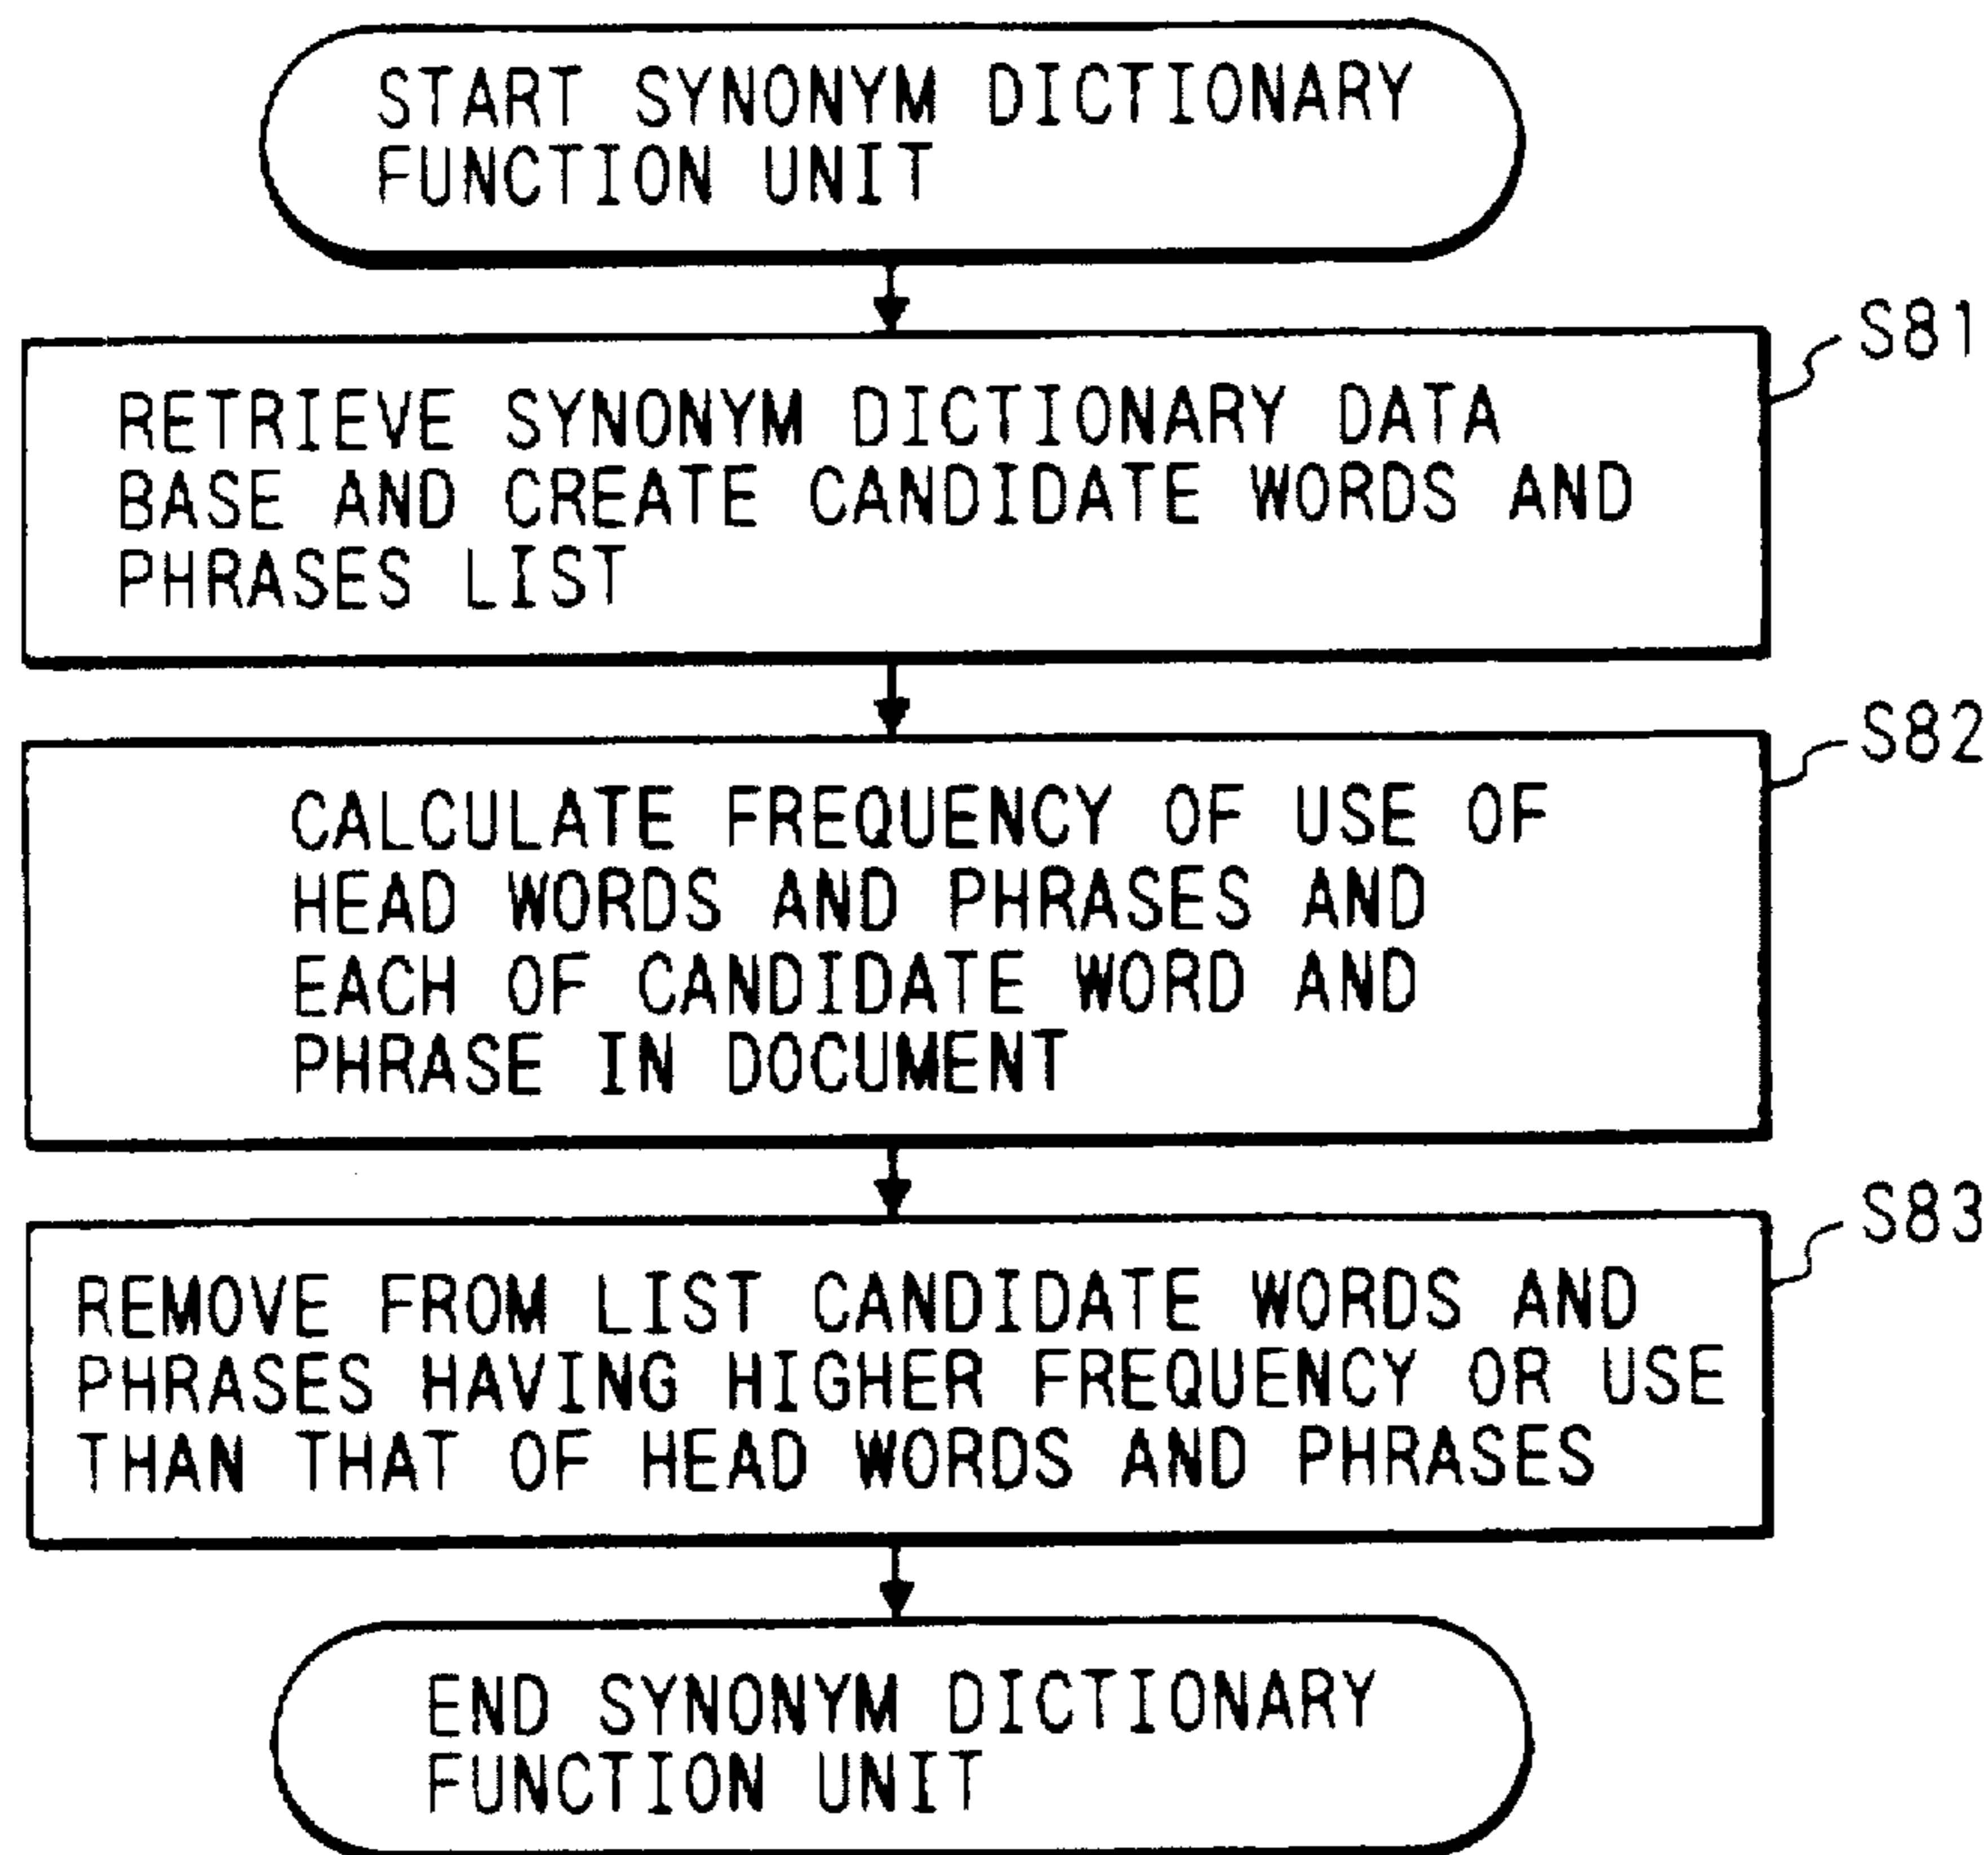 START SYNONYM DICTIONARY
FUNCTION UNIT
S81
RETRIEVE SYNONYM DICTIONARY DATA
BASE AND CREATE CANDIDATE WORDS AND
PHRASES LIST
S82
CALCULATE FREQUENCY OF USE OF
HEAD WORDS AND PHRASES AND
EACH OF CANDIDATE WORD AND
PHRASE IN DOCUMENT
S83
REMOVE FROM LIST CANDIDATE WORDS AND
PHRASES HAVING HIGHER FREQUENCY OR USE
THAN THAT OF HEAD WORDS AND PHRASES
END SYNONYM DICTIONARY
FUNCTION UNIT